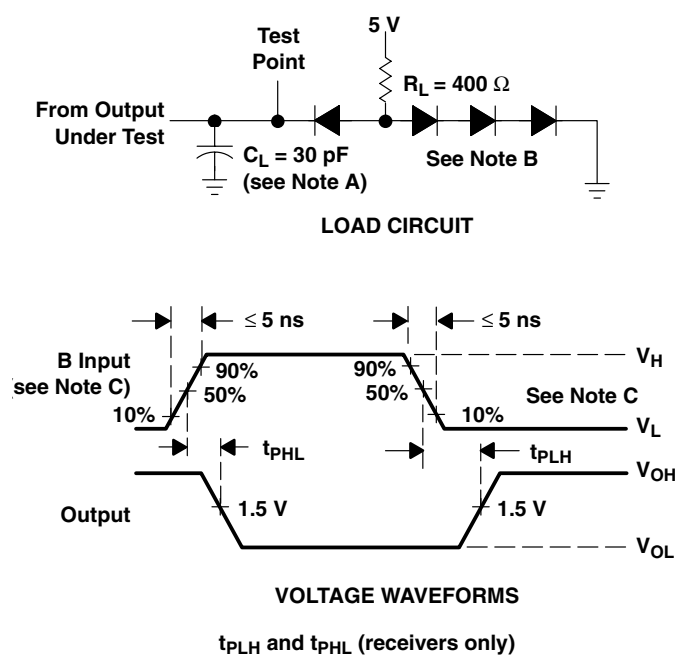 5 V
Test
Point
R_L = 400 Ω
From Output
Under Test
C_L = 30 pF
(see Note A)
See Note B
LOAD CIRCUIT
≤ 5 ns
≤ 5 ns
B Input
(see Note C)
90%
50%
10%
90%
50%
10%
See Note C
V_H
V_L
t_PHL
t_PLH
V_OH
Output
1.5 V
1.5 V
V_OL
VOLTAGE WAVEFORMS
t_PLH and t_PHL (receivers only)